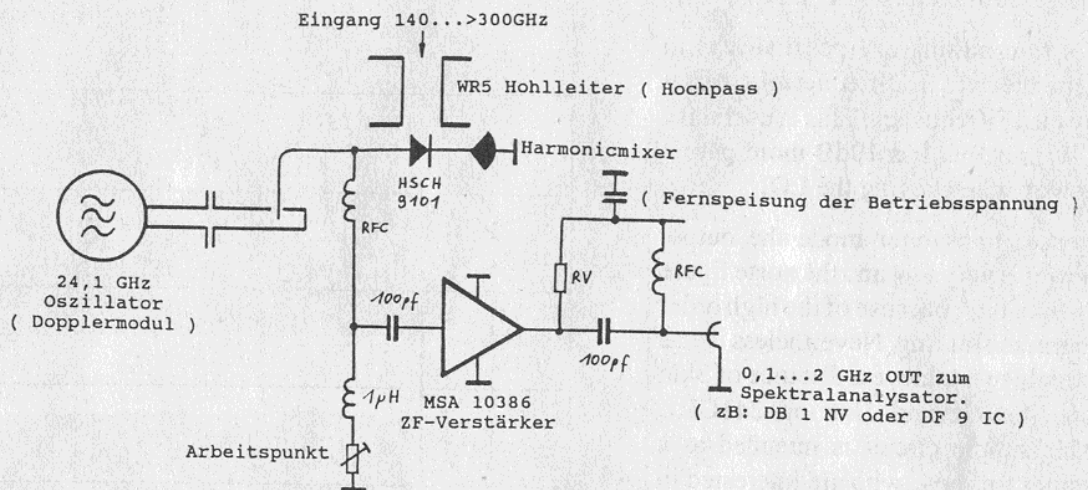 Eingang 140...>300GHz
WR5 Hohlleiter ( Hochpass )
Harmonicmixer
HSCH
9101
RFC
( Fernspeisung der Betriebsspannung )
24,1 GHz
Oszillator
( Dopplermodul )
100pf
RV
RFC
100pf
1µH
MSA 10386
ZF-Verstärker
0,1...2 GHz OUT zum
Spektralanalysator.
( zB: DB 1 NV oder DF 9 IC )
Arbeitspunkt